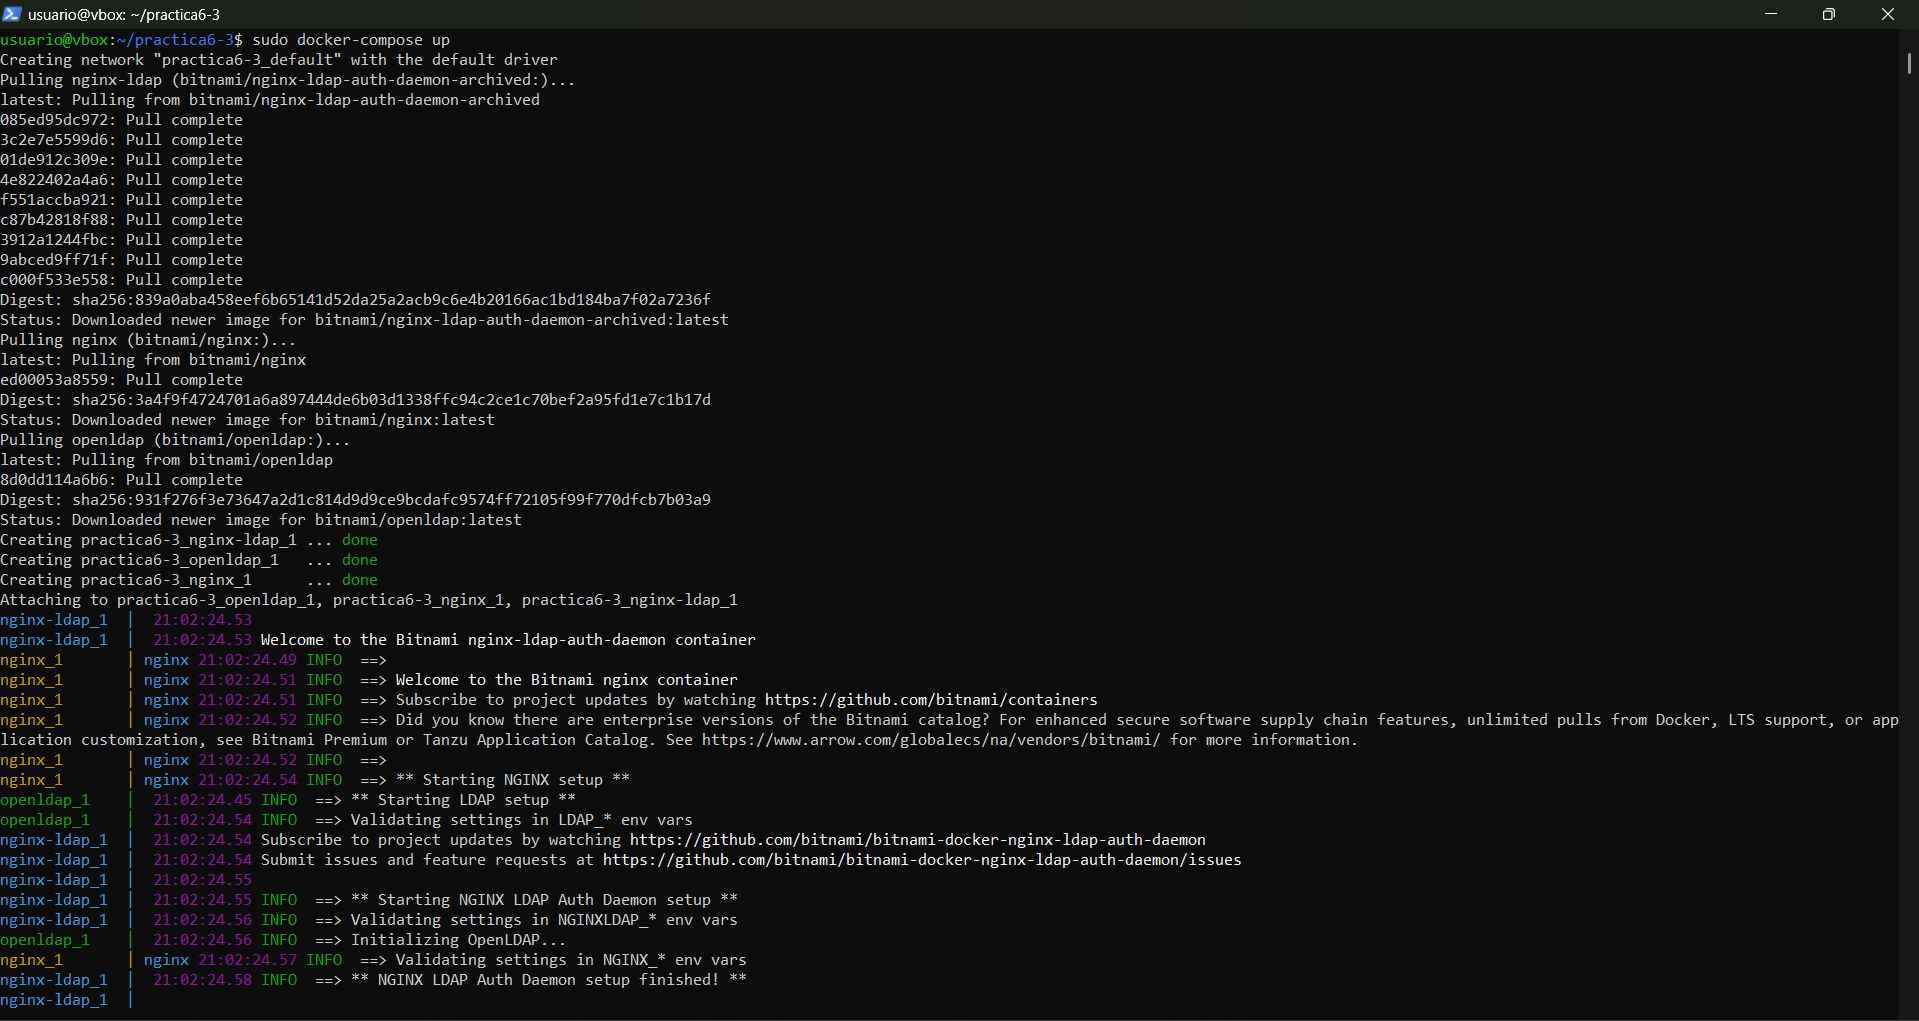 usuario@vbox: ~/practica6-3
usuario@vbox:~/practica6-3$ sudo docker-compose up
Creating network "practica6-3_default" with the default driver
Pulling nginx-ldap (bitnami/nginx-ldap-auth-daemon-archived:)...
latest: Pulling from bitnami/nginx-ldap-auth-daemon-archived
085ed95dc972: Pull complete
3c2e7e5599d6: Pull complete
01de912c309e: Pull complete
4e822402a4a6: Pull complete
f551accba921: Pull complete
c87b42818f88: Pull complete
3912a1244fbc: Pull complete
9abced9ff71f: Pull complete
c000f533e558: Pull complete
Digest: sha256:839a0aba458eef6b65141d52da25a2acb9c6e4b20166ac1bd184ba7f02a7236f
Status: Downloaded newer image for bitnami/nginx-ldap-auth-daemon-archived:latest
Pulling nginx (bitnami/nginx:)...
latest: Pulling from bitnami/nginx
ed00053a8559: Pull complete
Digest: sha256:3a4f9f4724701a6a897444de6b03d1338ffc94c2ce1c70bef2a95fd1e7c1b17d
Status: Downloaded newer image for bitnami/nginx:latest
Pulling openldap (bitnami/openldap:)...
latest: Pulling from bitnami/openldap
8d0dd114a6b6: Pull complete
Digest: sha256:931f276f3e73647a2d1c814d9d9ce9bcdafc9574ff72105f99f770dfcb7b03a9
Status: Downloaded newer image for bitnami/openldap:latest
Creating practica6-3_nginx-ldap_1 ... done
Creating practica6-3_openldap_1   ... done
Creating practica6-3_nginx_1      ... done
Attaching to practica6-3_openldap_1, practica6-3_nginx_1, practica6-3_nginx-ldap_1
nginx-ldap_1  |  21:02:24.53
nginx-ldap_1  |  21:02:24.53 Welcome to the Bitnami nginx-ldap-auth-daemon container
nginx_1       | nginx 21:02:24.49 INFO  ==>
nginx_1       | nginx 21:02:24.51 INFO  ==> Welcome to the Bitnami nginx container
nginx_1       | nginx 21:02:24.51 INFO  ==> Subscribe to project updates by watching https://github.com/bitnami/containers
nginx_1       | nginx 21:02:24.52 INFO  ==> Did you know there are enterprise versions of the Bitnami catalog? For enhanced secure software supply chain features, unlimited pulls from Docker, LTS support, or app
lication customization, see Bitnami Premium or Tanzu Application Catalog. See https://www.arrow.com/globalecs/na/vendors/bitnami/ for more information.
nginx_1       | nginx 21:02:24.52 INFO  ==>
nginx_1       | nginx 21:02:24.54 INFO  ==> ** Starting NGINX setup **
openldap_1    |  21:02:24.45 INFO  ==> ** Starting LDAP setup **
openldap_1    |  21:02:24.54 INFO  ==> Validating settings in LDAP_* env vars
nginx-ldap_1  |  21:02:24.54 Subscribe to project updates by watching https://github.com/bitnami/bitnami-docker-nginx-ldap-auth-daemon
nginx-ldap_1  |  21:02:24.54 Submit issues and feature requests at https://github.com/bitnami/bitnami-docker-nginx-ldap-auth-daemon/issues
nginx-ldap_1  |  21:02:24.55
nginx-ldap_1  |  21:02:24.55 INFO  ==> ** Starting NGINX LDAP Auth Daemon setup **
nginx-ldap_1  |  21:02:24.56 INFO  ==> Validating settings in NGINXLDAP_* env vars
openldap_1    |  21:02:24.56 INFO  ==> Initializing OpenLDAP...
nginx_1       | nginx 21:02:24.57 INFO  ==> Validating settings in NGINX_* env vars
nginx-ldap_1  |  21:02:24.58 INFO  ==> ** NGINX LDAP Auth Daemon setup finished! **
nginx-ldap_1  |